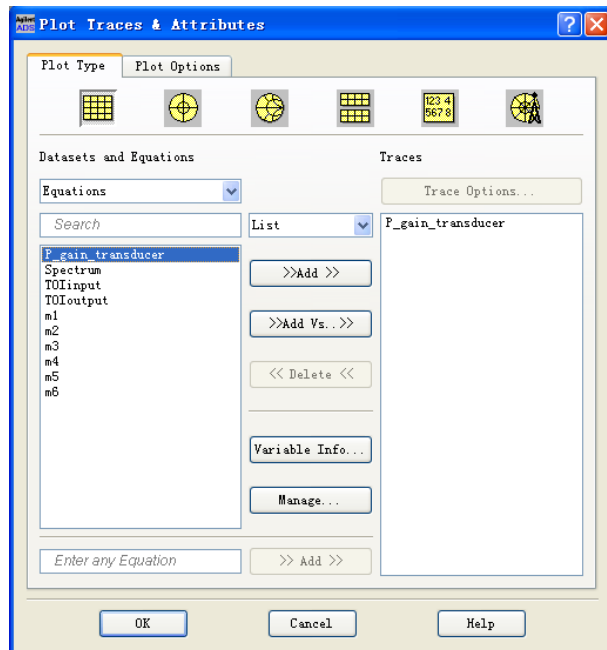 Agilent
ADS
Plot Traces & Attributes
Plot Type
Plot Options
123 4
567 8
Datasets and Equations
Traces
Equations
Trace Options...
Search
List
P_gain_transducer
P_gain_transducer
Spectrum
TOIinput
TOIoutput
m1
m2
m3
m4
m5
m6
>>Add >>
>>Add Vs..>>
<< Delete <<
Variable Info...
Manage...
Enter any Equation
>> Add >>
OK
Cancel
Help